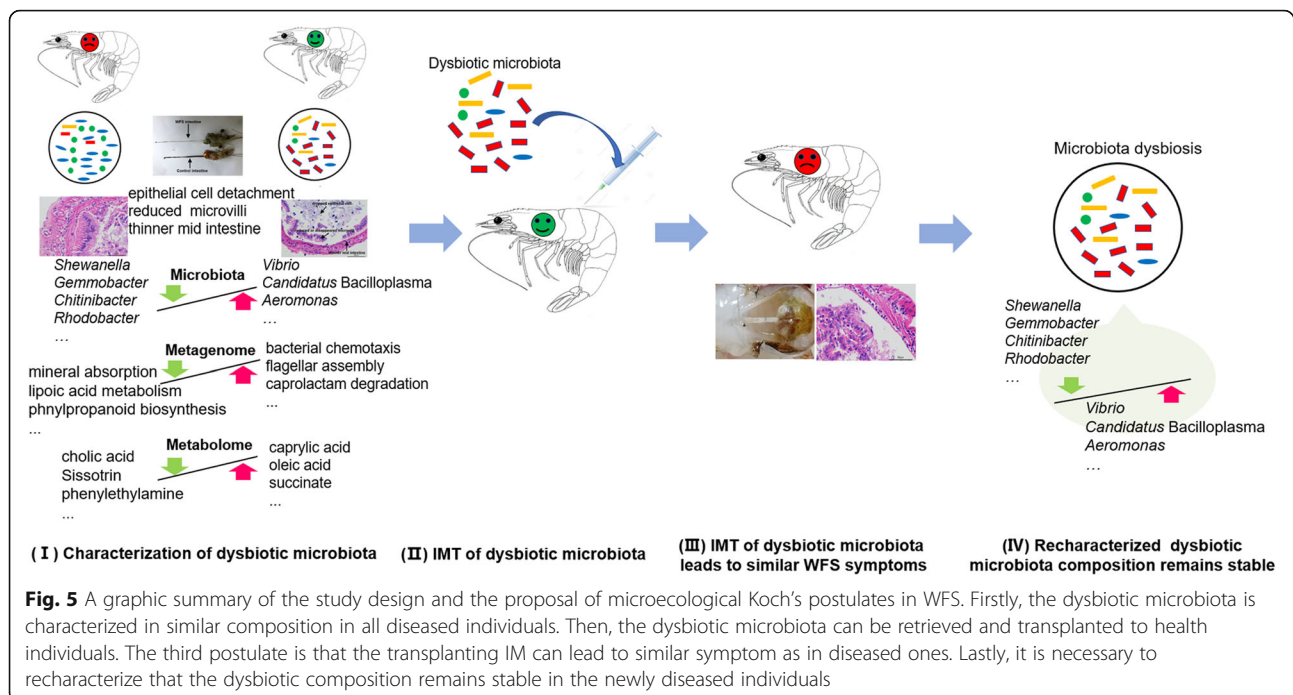 WFS intestine
Control intestine
epithelial cell detachment
reduced microvilli
thinner mid intestine
Shewanella
Gemmobacter
Chitinibacter
Rhodobacter
…
Microbiota
Vibrio
Candidatus Bacilloplasma
Aeromonas
…
Metagenome
mineral absorption
lipoic acid metabolism
phnylpropanoid biosynthesis
...
bacterial chemotaxis
flagellar assembly
caprolactam degradation
...
Metabolome
cholic acid
Sissotrin
phenylethylamine
...
caprylic acid
oleic acid
succinate
...
(Ⅰ) Characterization of dysbiotic microbiota
Dysbiotic microbiota
(Ⅱ) IMT of dysbiotic microbiota
(Ⅲ) IMT of dysbiotic microbiota
leads to similar WFS symptoms
Microbiota dysbiosis
Shewanella
Gemmobacter
Chitinibacter
Rhodobacter
…
Vibrio
Candidatus Bacilloplasma
Aeromonas
…
(Ⅳ) Recharacterized dysbiotic
microbiota composition remains stable
Fig. 5 A graphic summary of the study design and the proposal of microecological Koch's postulates in WFS. Firstly, the dysbiotic microbiota is
characterized in similar composition in all diseased individuals. Then, the dysbiotic microbiota can be retrieved and transplanted to health
individuals. The third postulate is that the transplanting IM can lead to similar symptom as in diseased ones. Lastly, it is necessary to
recharacterize that the dysbiotic composition remains stable in the newly diseased individuals